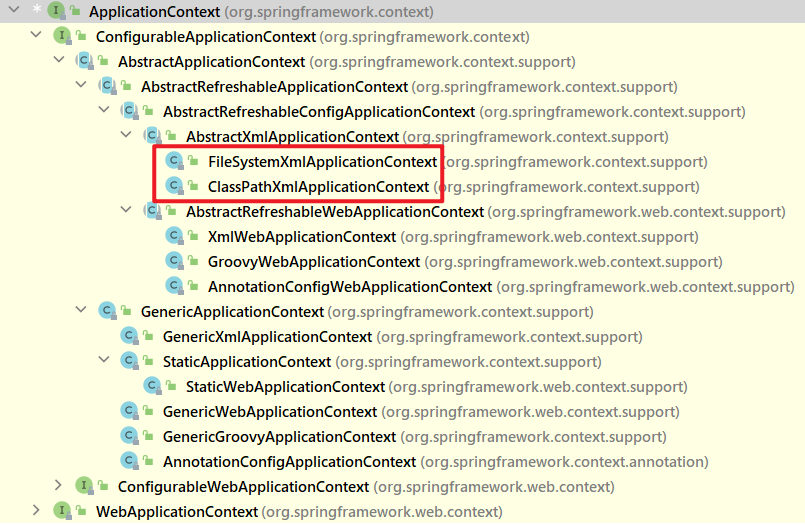 ApplicationContext (org.springframework.context)
ConfigurableApplicationContext (org.springframework.context)
AbstractApplicationContext (org.springframework.context.support)
AbstractRefreshableApplicationContext (org.springframework.context.support)
AbstractRefreshableConfigApplicationContext (org.springframework.context.support)
AbstractXmlApplicationContext (org.springframework.context.support)
FileSystemXmlApplicationContext (org.springframework.context.support)
ClassPathXmlApplicationContext (org.springframework.context.support)
AbstractRefreshableWebApplicationContext (org.springframework.web.context.support)
XmlWebApplicationContext (org.springframework.web.context.support)
GroovyWebApplicationContext (org.springframework.web.context.support)
AnnotationConfigWebApplicationContext (org.springframework.web.context.support)
GenericApplicationContext (org.springframework.context.support)
GenericXmlApplicationContext (org.springframework.context.support)
StaticApplicationContext (org.springframework.context.support)
StaticWebApplicationContext (org.springframework.web.context.support)
GenericWebApplicationContext (org.springframework.web.context.support)
GenericGroovyApplicationContext (org.springframework.context.support)
AnnotationConfigApplicationContext (org.springframework.context.annotation)
ConfigurableWebApplicationContext (org.springframework.web.context)
WebApplicationContext (org.springframework.web.context)